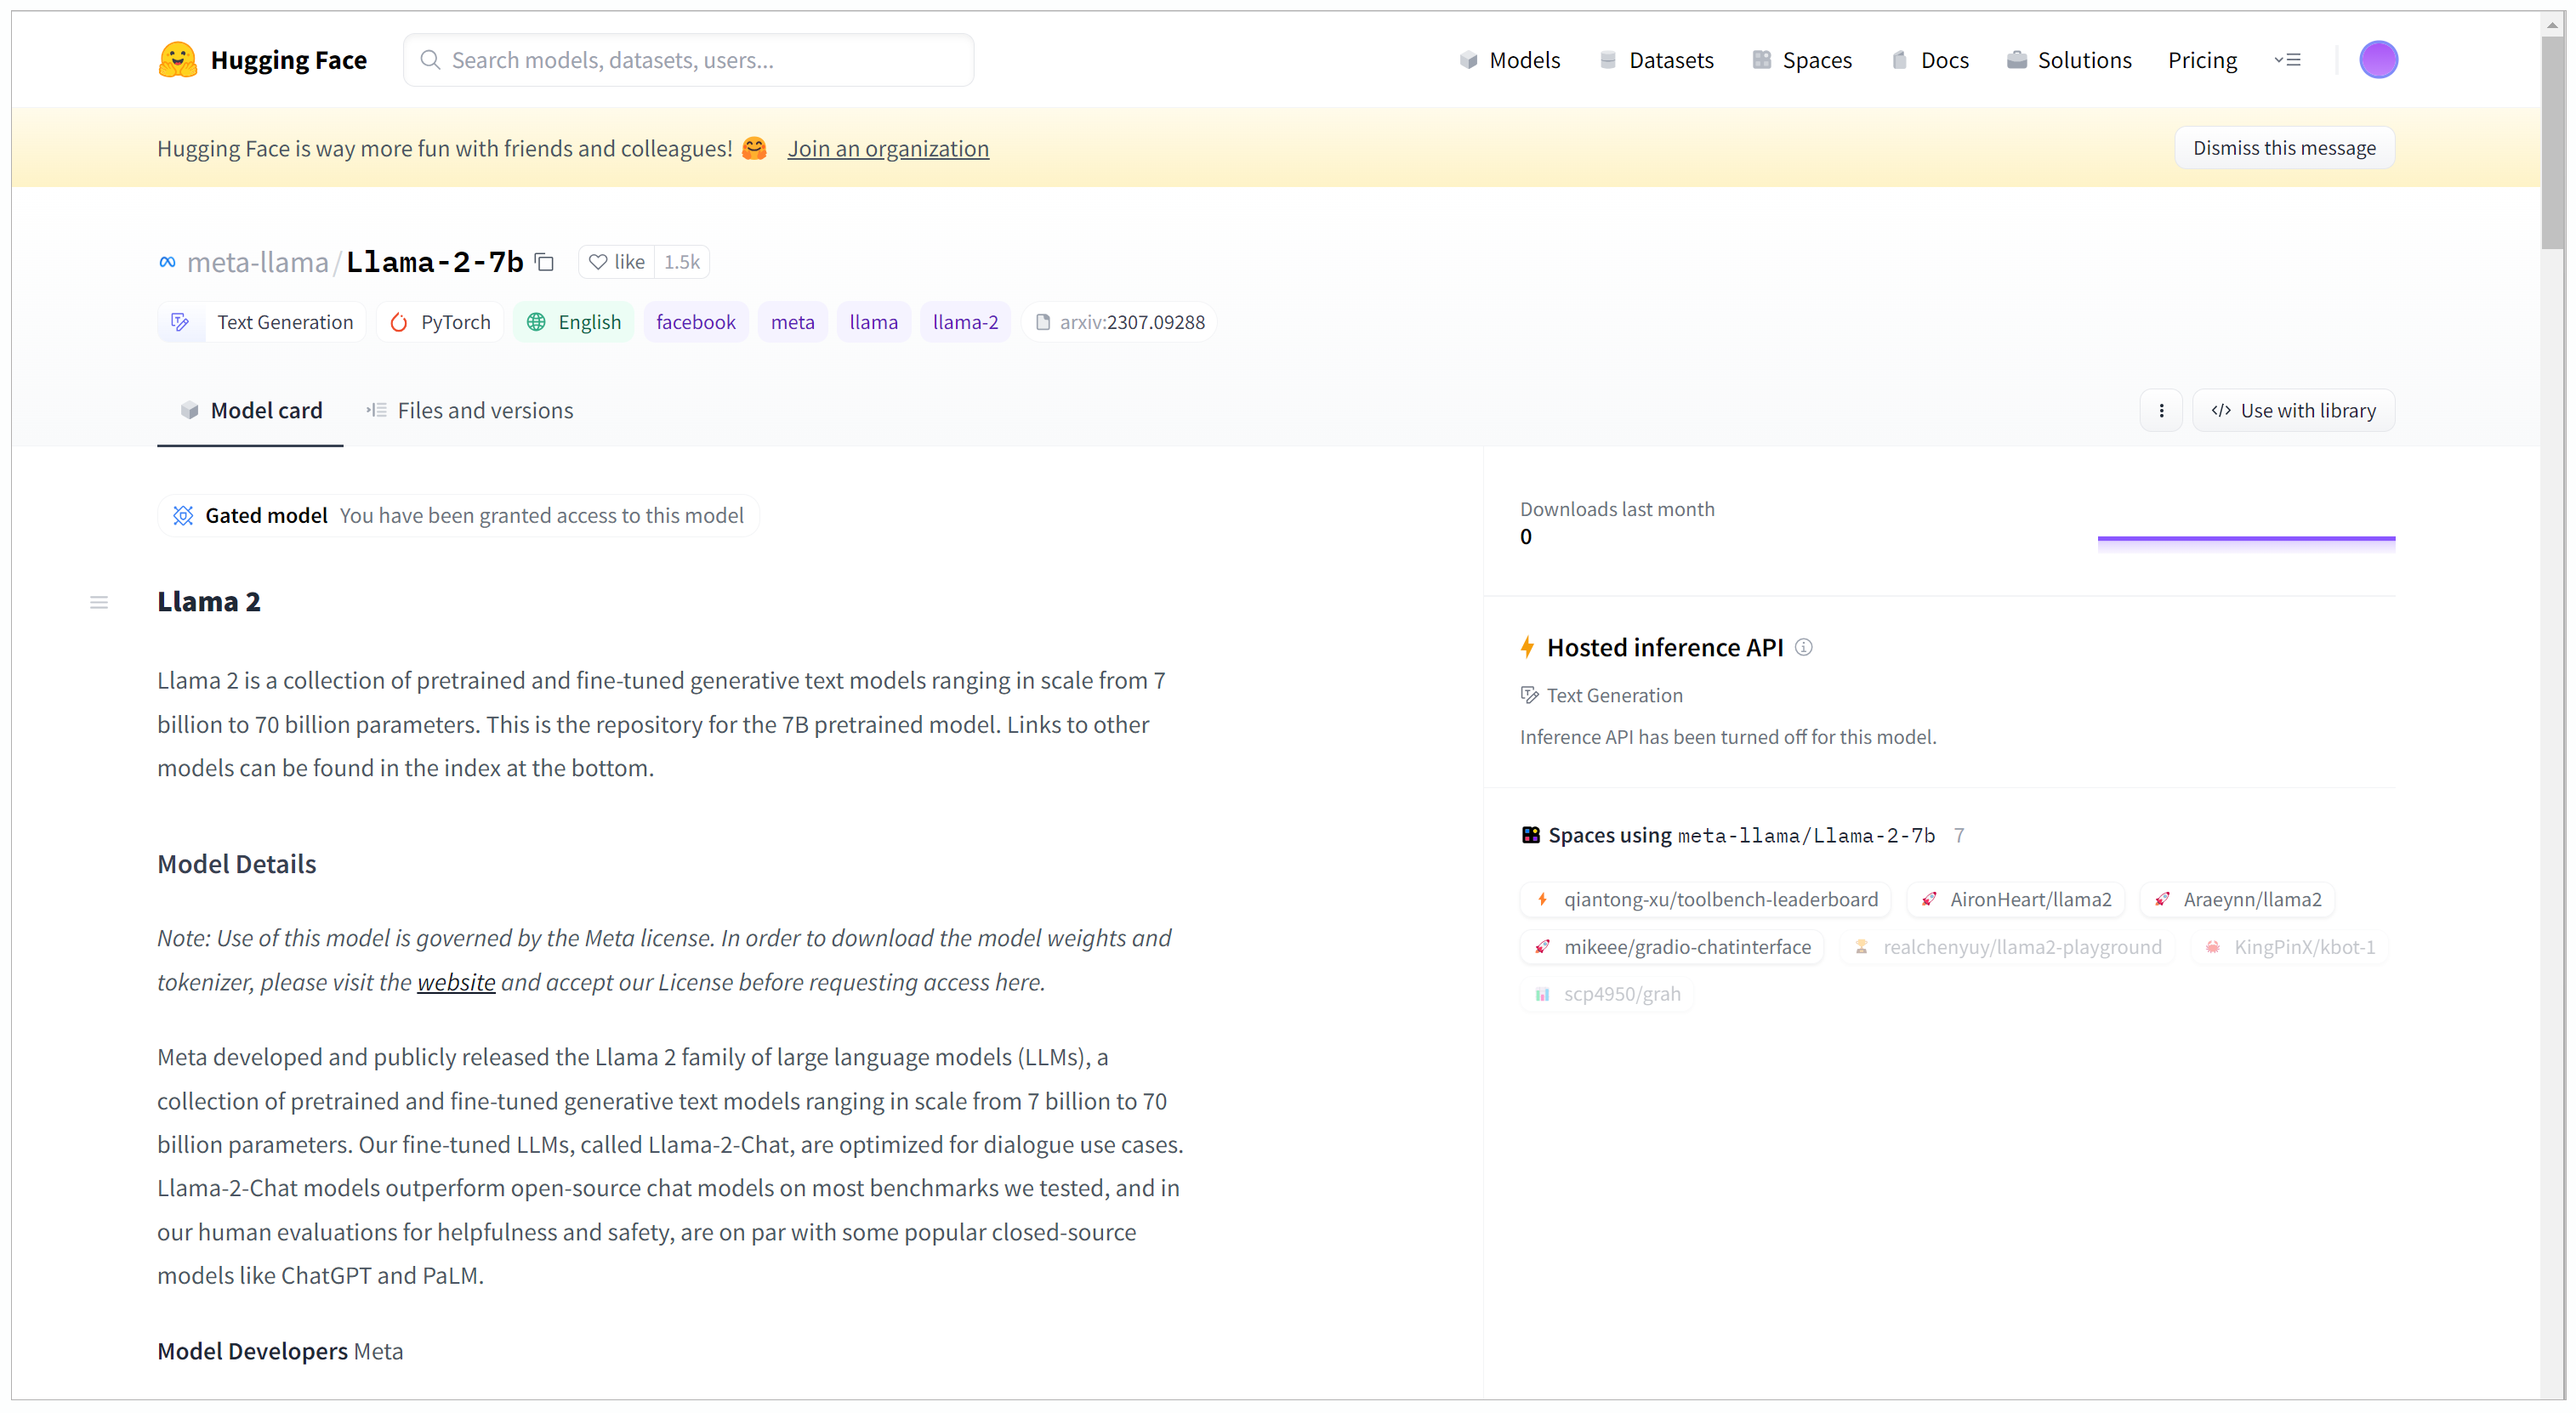 Hugging Face
Search models, datasets, users...
Models
Datasets
Spaces
Docs
Solutions
Pricing
Hugging Face is way more fun with friends and colleagues! 🤗 Join an organization
Dismiss this message
meta-llama/Llama-2-7b
like 1.5k
Text Generation
PyTorch
English
facebook
meta
llama
llama-2
arxiv:2307.09288
Model card
Files and versions
Use with library
Gated model You have been granted access to this model
Llama 2
Llama 2 is a collection of pretrained and fine-tuned generative text models ranging in scale from 7
billion to 70 billion parameters. This is the repository for the 7B pretrained model. Links to other
models can be found in the index at the bottom.
Model Details
Note: Use of this model is governed by the Meta license. In order to download the model weights and
tokenizer, please visit the website and accept our License before requesting access here.
Meta developed and publicly released the Llama 2 family of large language models (LLMs), a
collection of pretrained and fine-tuned generative text models ranging in scale from 7 billion to 70
billion parameters. Our fine-tuned LLMs, called Llama-2-Chat, are optimized for dialogue use cases.
Llama-2-Chat models outperform open-source chat models on most benchmarks we tested, and in
our human evaluations for helpfulness and safety, are on par with some popular closed-source
models like ChatGPT and PaLM.
Model Developers Meta
Downloads last month
0
Hosted inference API
Text Generation
Inference API has been turned off for this model.
Spaces using meta-llama/Llama-2-7b 7
qiantong-xu/toolbench-leaderboard
AironHeart/llama2
Araeynn/llama2
mikeee/gradio-chatinterface
realchenyuy/llama2-playground
KingPinX/kbot-1
scp4950/grah